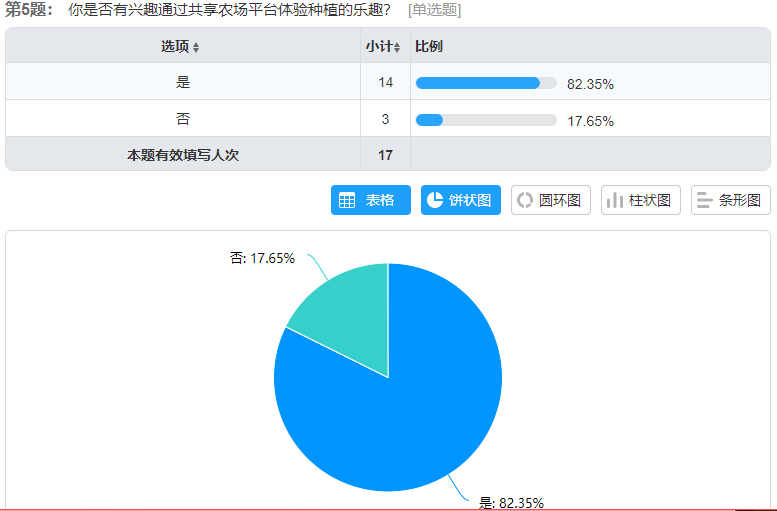 第5题： 你是否有兴趣通过共享农场平台体验种植的乐趣? [单选题]
选项 小计 比例
是 14 82.35%
否 3 17.65%
本题有效填写人次 17
表格 饼状图 圆环图 柱状图 条形图
否: 17.65%
是: 82.35%